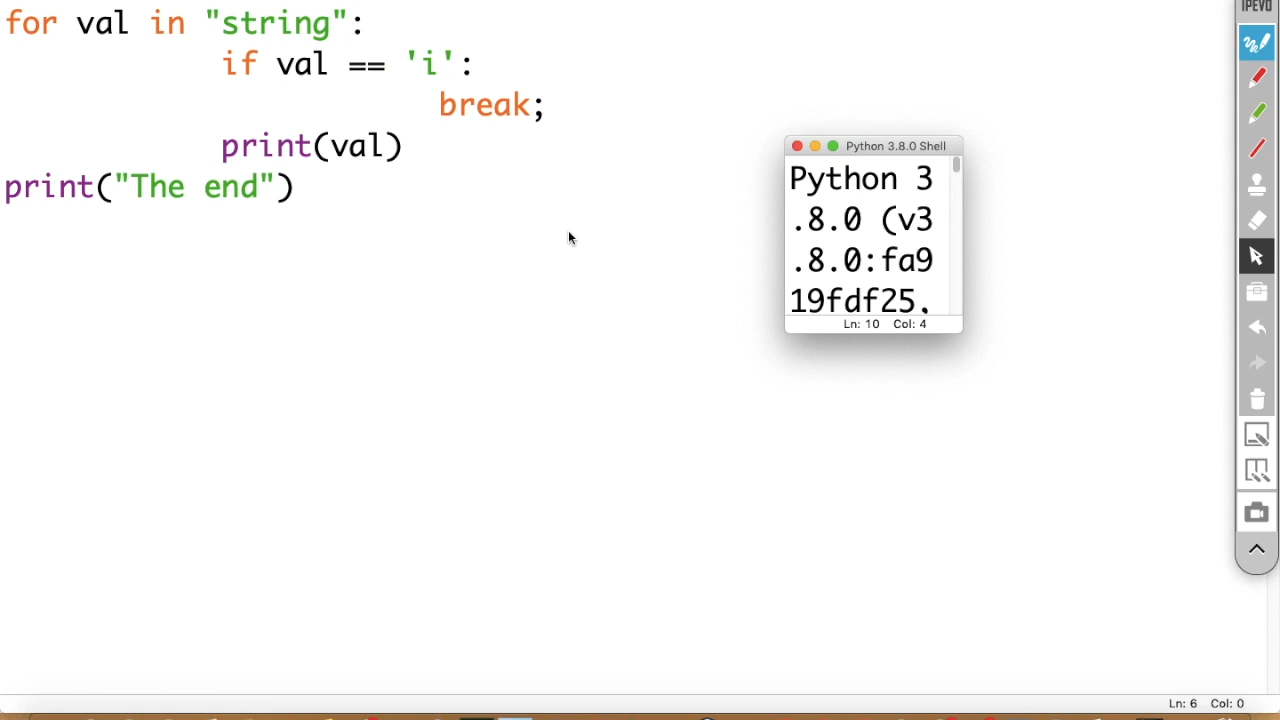 for val in "string":
if val == 'i':
break;
print(val)
print("The end")
IPEVO
Python 3.8.0 Shell
Python 3
.8.0 (v3
.8.0:fa9
19fdf25,
Ln: 10 Col: 4
Ln: 6 Col: 0